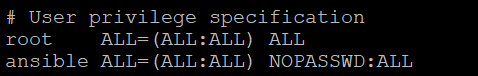 # User privilege specification
root    ALL=(ALL:ALL) ALL
ansible ALL=(ALL:ALL) NOPASSWD:ALL